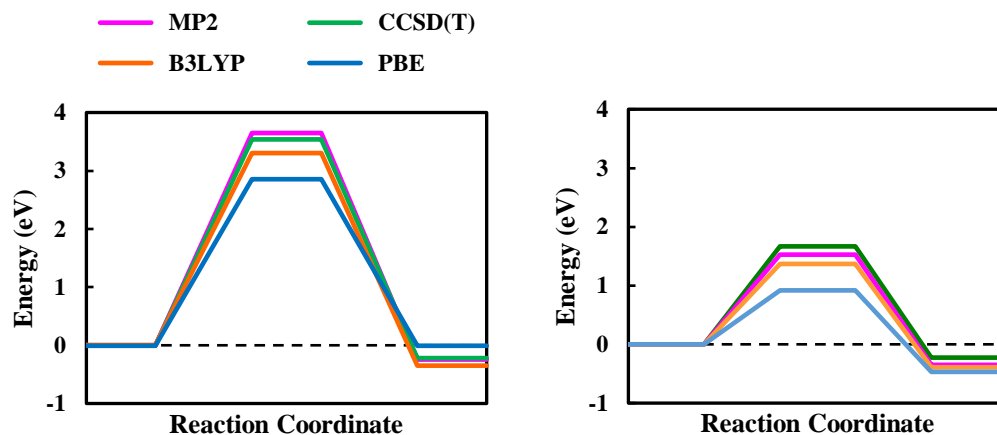 MP2
CCSD(T)
B3LYP
PBE
Energy (eV)
4
3
2
1
0
-1
Reaction Coordinate
Energy (eV)
4
3
2
1
0
-1
Reaction Coordinate